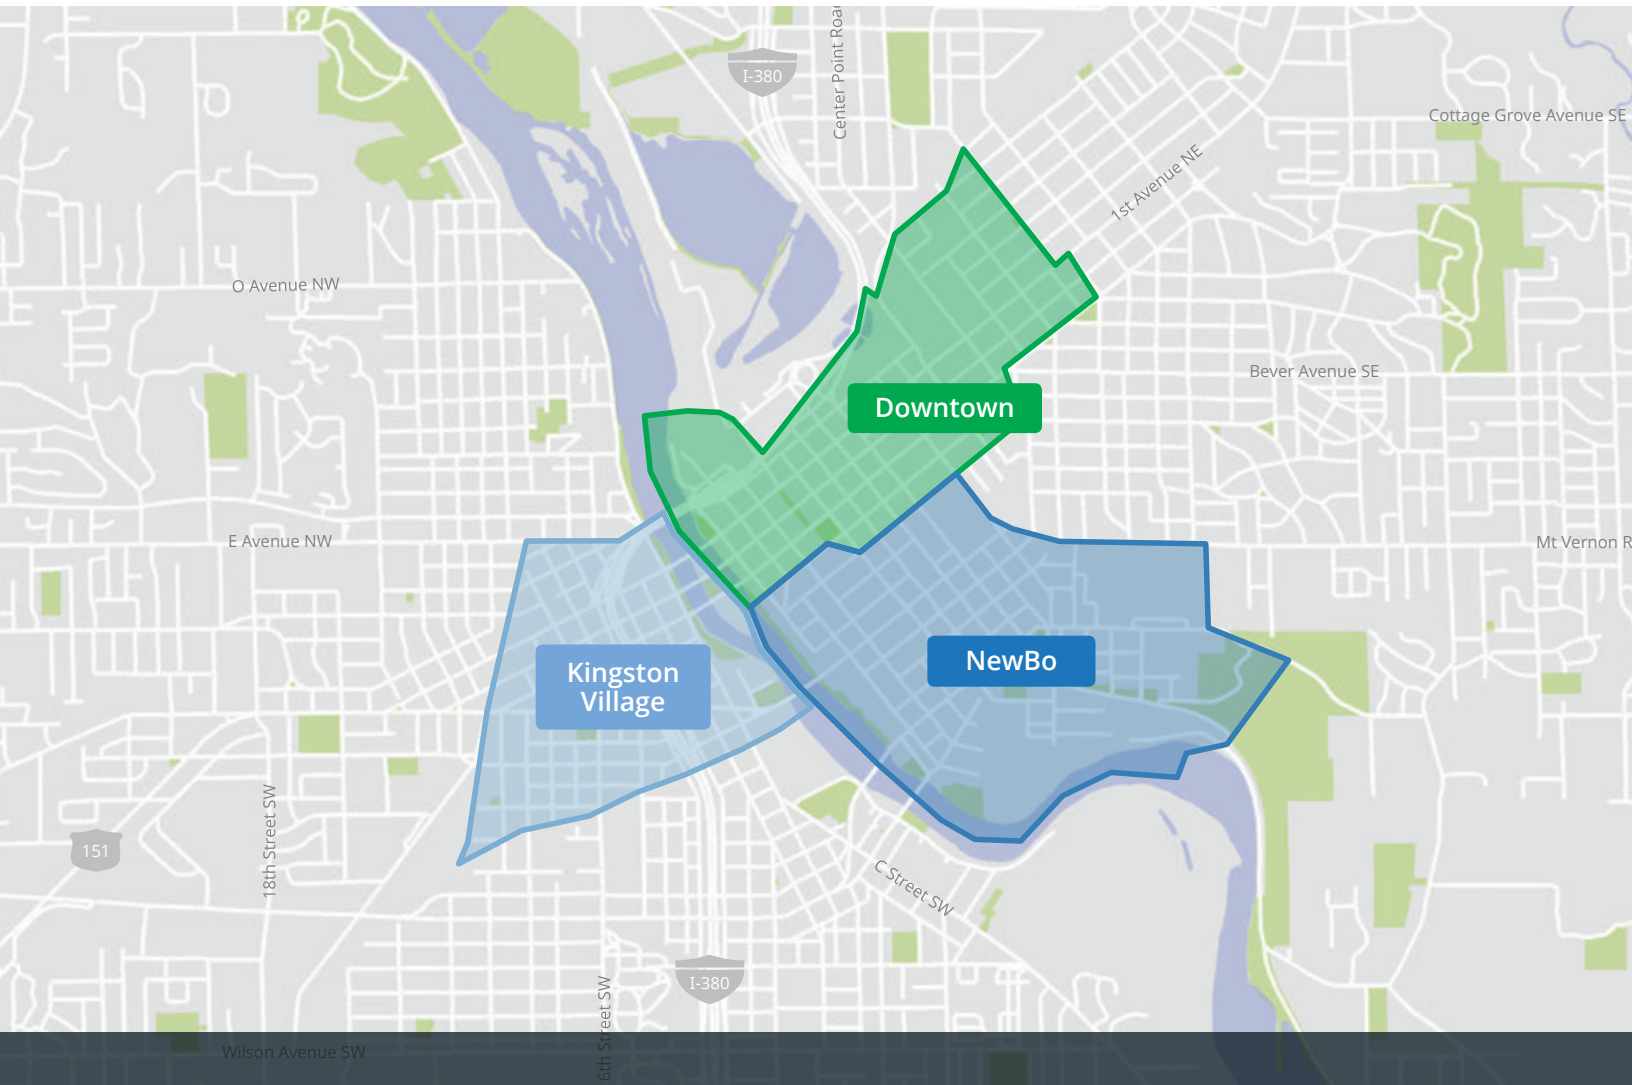 I-380
Center Point Roa
Cottage Grove Avenue SE
1st Avenue NE
O Avenue NW
Bever Avenue SE
Downtown
E Avenue NW
Mt Vernon R
NewBo
Kingston
Village
18th Street SW
151
C Street SW
I-380
6th Street SW
Wilson Avenue SW